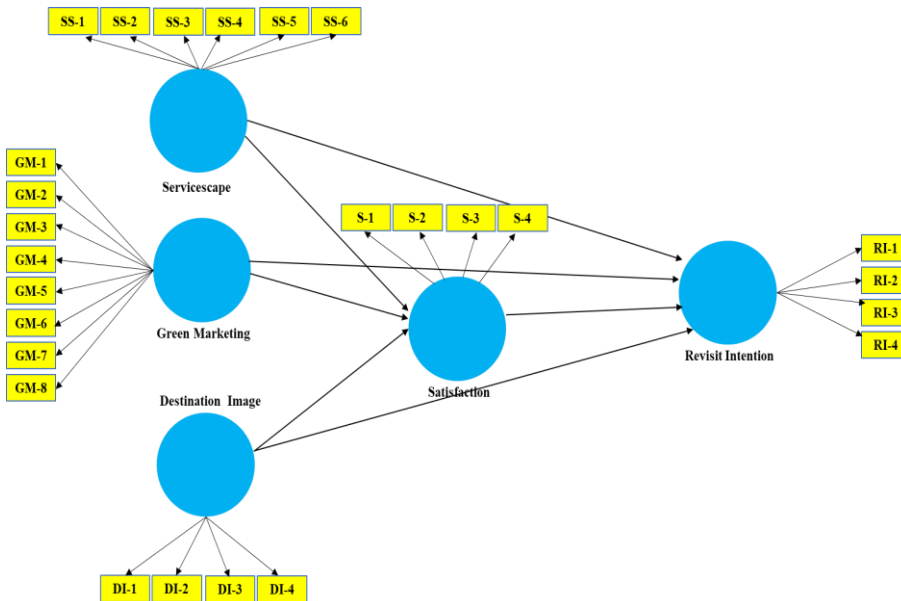 SS-1
SS-2
SS-3
SS-4
SS-5
SS-6
Servicescape
GM-1
GM-2
GM-3
GM-4
GM-5
GM-6
GM-7
GM-8
Green Marketing
S-1
S-2
S-3
S-4
Satisfaction
RI-1
RI-2
RI-3
RI-4
Revisit Intention
Destination Image
DI-1
DI-2
DI-3
DI-4